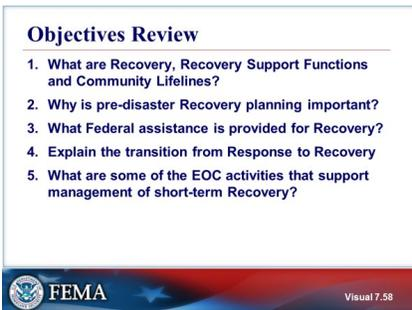 Objectives Review
1. What are Recovery, Recovery Support Functions
and Community Lifelines?
2. Why is pre-disaster Recovery planning important?
3. What Federal assistance is provided for Recovery?
4. Explain the transition from Response to Recovery
5. What are some of the EOC activities that support
management of short-term Recovery?
FEMA
Visual 7.58